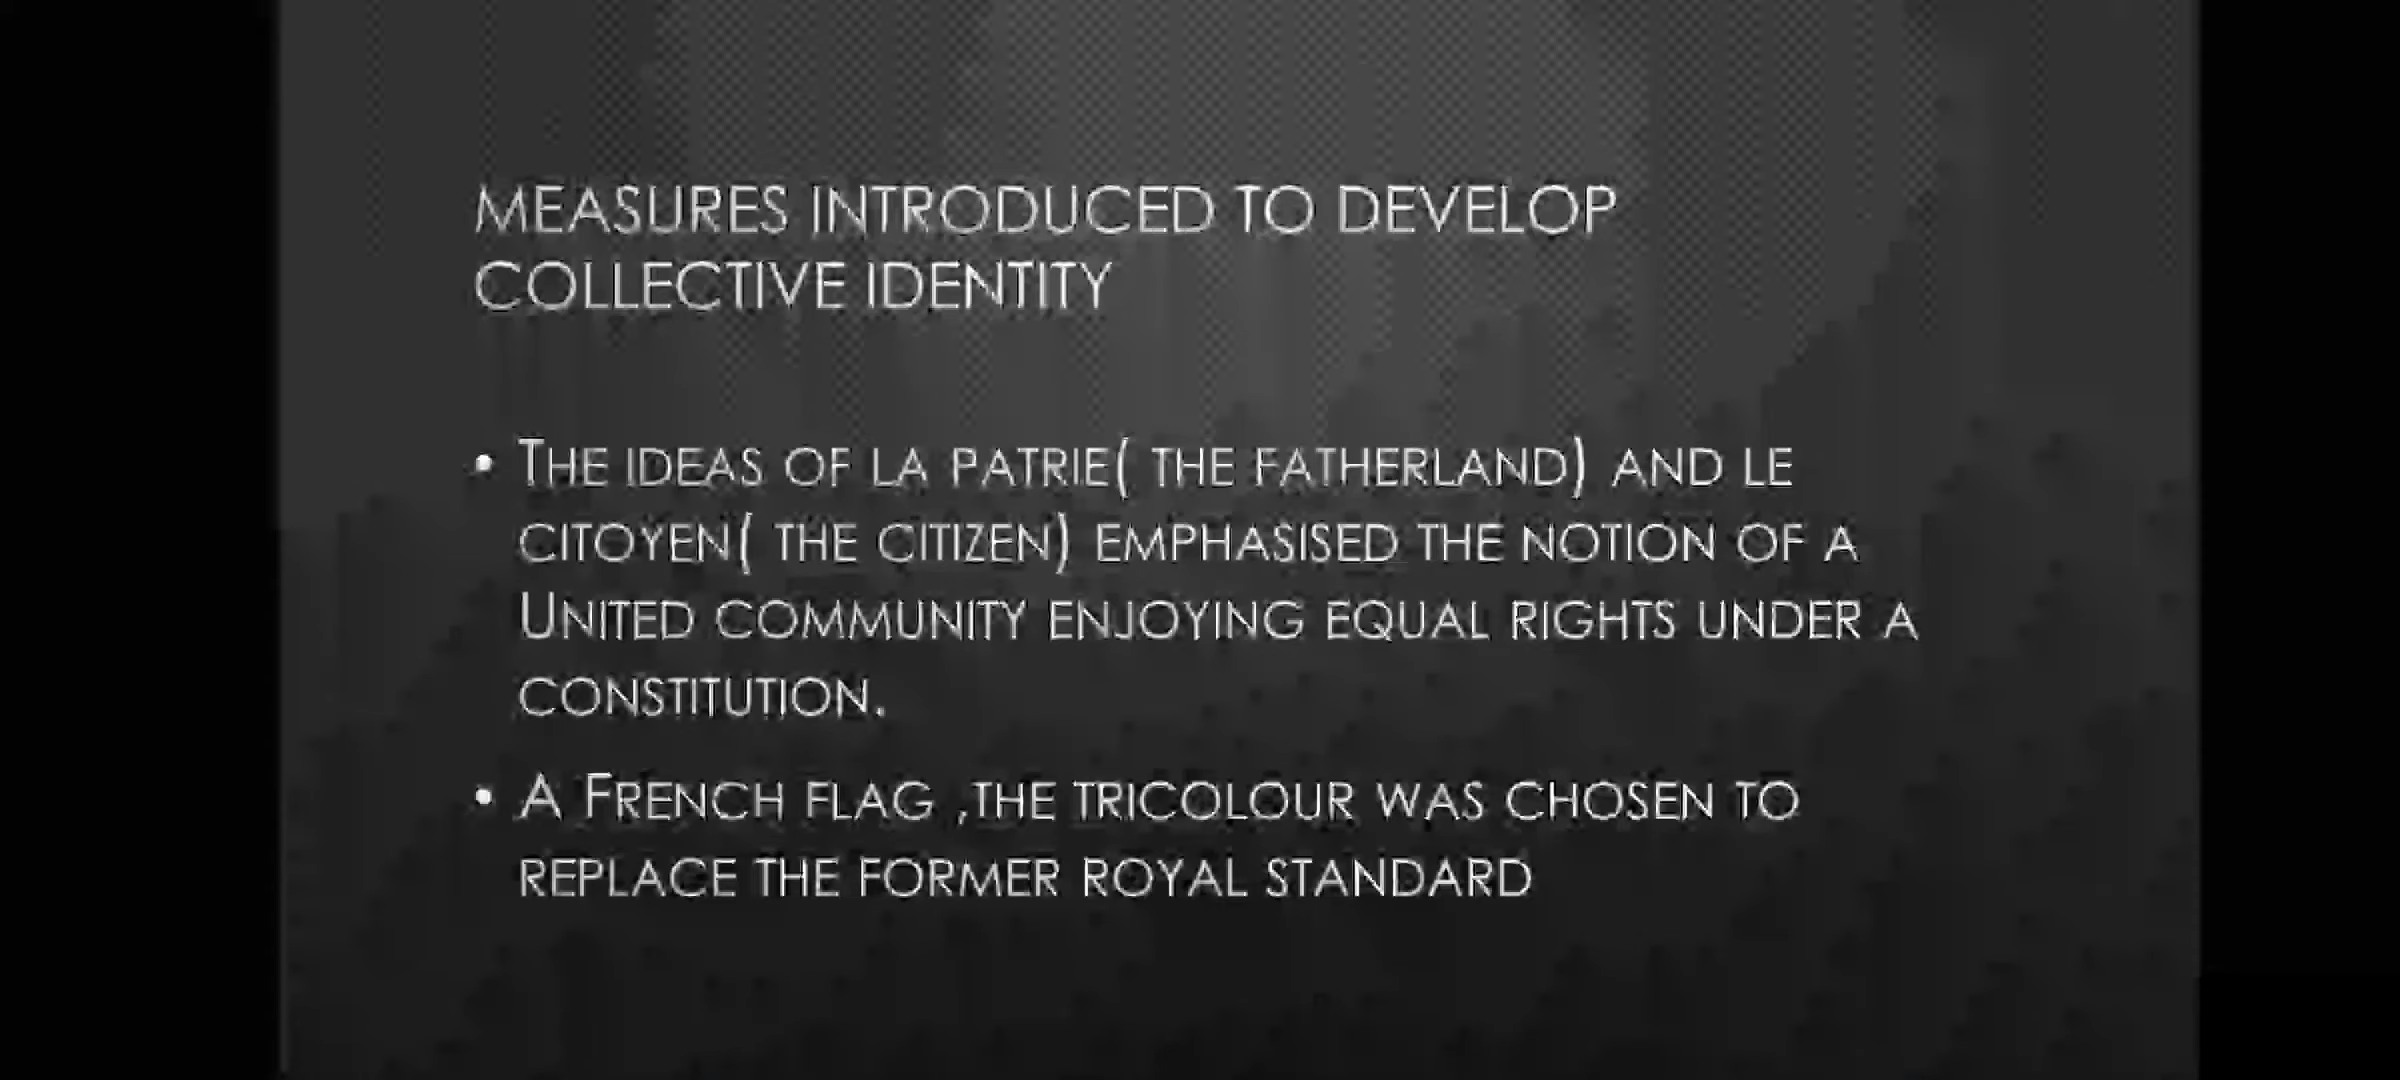 MEASURES INTRODUCED TO DEVELOP
COLLECTIVE IDENTITY
• THE IDEAS OF LA PATRIE( THE FATHERLAND) AND LE
CITOYEN( THE CITIZEN) EMPHASISED THE NOTION OF A
UNITED COMMUNITY ENJOYING EQUAL RIGHTS UNDER A
CONSTITUTION.
• A FRENCH FLAG ,THE TRICOLOUR WAS CHOSEN TO
REPLACE THE FORMER ROYAL STANDARD